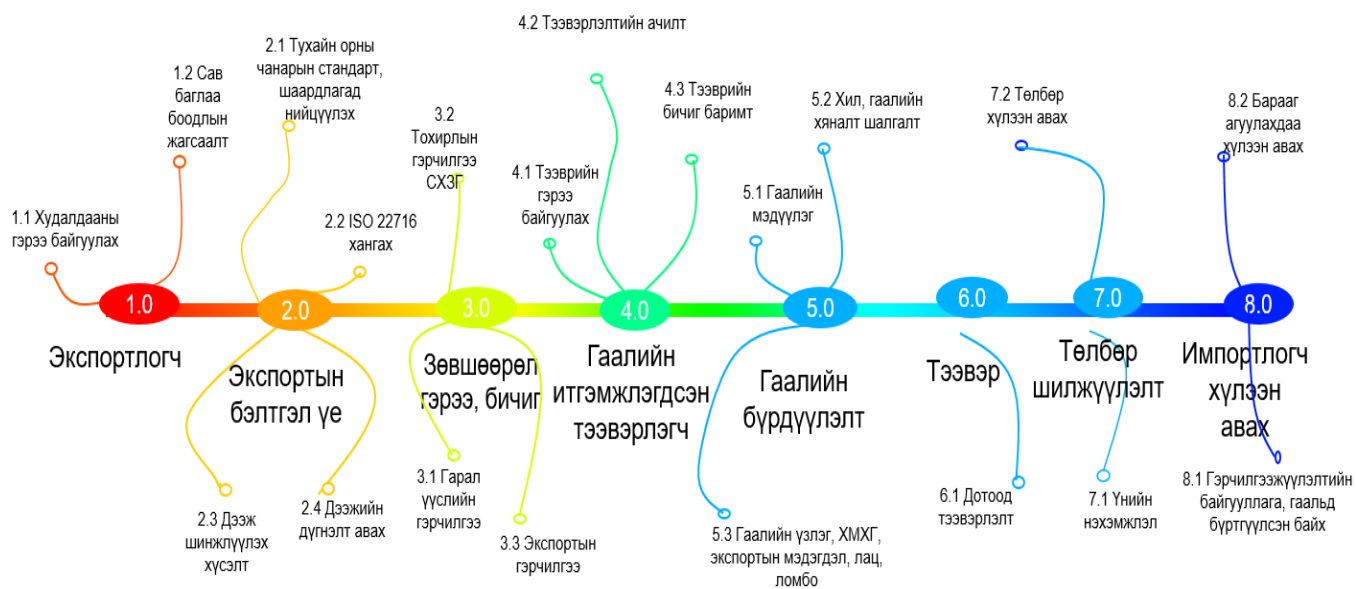 1.1 Худалдааны
гэрээ байгуулах
1.2 Сав
баглаа
боодлын
жагсаалт
1.0
Экспортлогч
2.1 Тухайн орны
чанарын стандарт,
шаардлагад
нийцүүлэх
2.2 ISO 22716
хангах
2.0
Экспортын
бэлтгэл үе
2.3 Дээж
шинжлүүлэх
хүсэлт
2.4 Дээжийн
дүгнэлт авах
3.2
Тохирлын
гэрчилгээ
СХЗГ
3.0
Зөвшөөрөл
гэрээ, бичиг
3.1 Гарал
үүслийн
гэрчилгээ
3.3 Экспортын
гэрчилгээ
4.2 Тээвэрлэлтийн ачилт
4.1 Тээврийн
гэрээ
байгуулах
4.3 Тээврийн
бичиг баримт
4.0
Гаалийн
итгэмжлэгдсэн
тээвэрлэгч
5.1 Гаалийн
мэдүүлэг
5.2 Хил, гаалийн
хяналт шалгалт
5.0
Гаалийн
бүрдүүлэлт
5.3 Гаалийн үзлэг, ХМХГ,
экспортын мэдэгдэл, лац,
ломбо
6.0
Тээвэр
6.1 Дотоод
тээвэрлэлт
7.2 Төлбөр
хүлээн авах
7.0
Төлбөр
шилжүүлэлт
7.1 Үнийн
нэхэмжлэл
8.2 Барааг
агуулахдаа
хүлээн авах
8.0
Импортлогч
хүлээн
авах
8.1 Гэрчилгээжүүлэлтийн
байгууллага, гаальд
бүртгүүлсэн байх